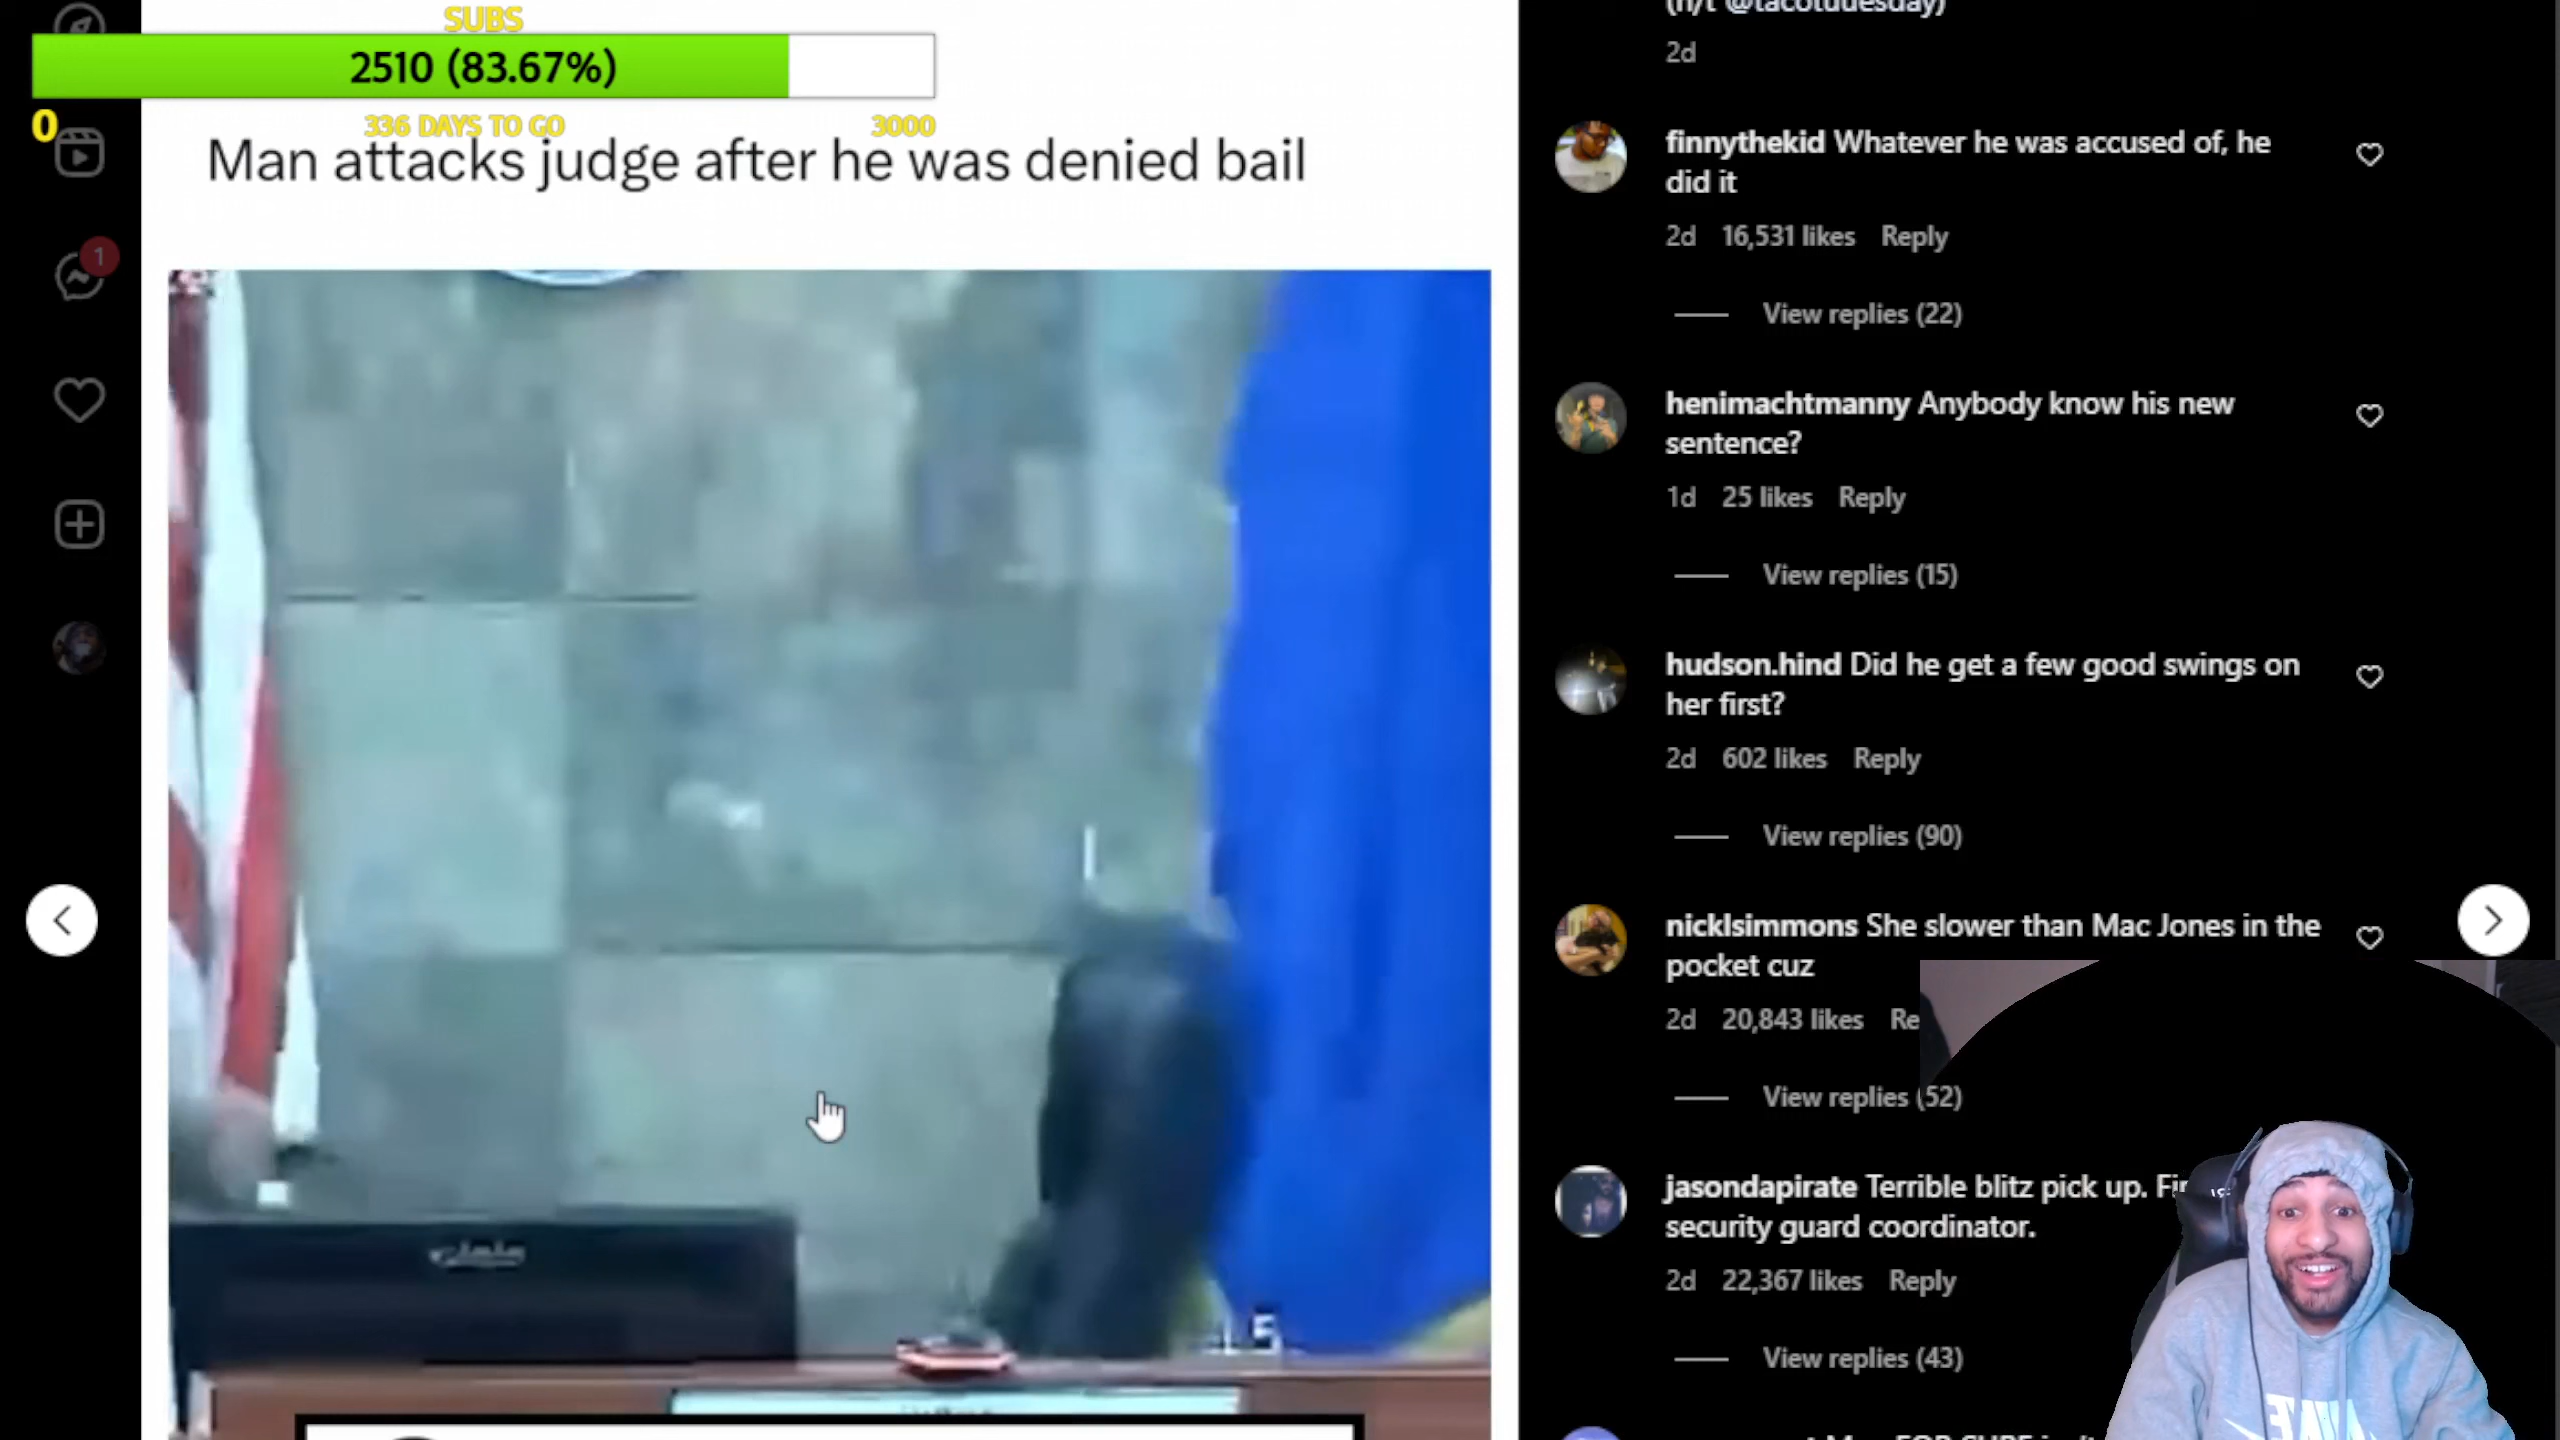 SUBS
2510 (83.67%)
0
336 DAYS TO GO
3000
Man attacks judge after he was denied bail
1
(h/t @tacotuuesday)
2d
finnythekid Whatever he was accused of, he
did it
2d 16,531 likes Reply
View replies (22)
henimachtmanny Anybody know his new
sentence?
1d 25 likes Reply
View replies (15)
hudson.hind Did he get a few good swings on
her first?
2d 602 likes Reply
View replies (90)
nicklsimmons She slower than Mac Jones in the
pocket cuz
2d 20,843 likes Re
View replies (52)
jasondapirate Terrible blitz pick up.
security guard coordinator.
2d 22,367 likes Reply
View replies (43)